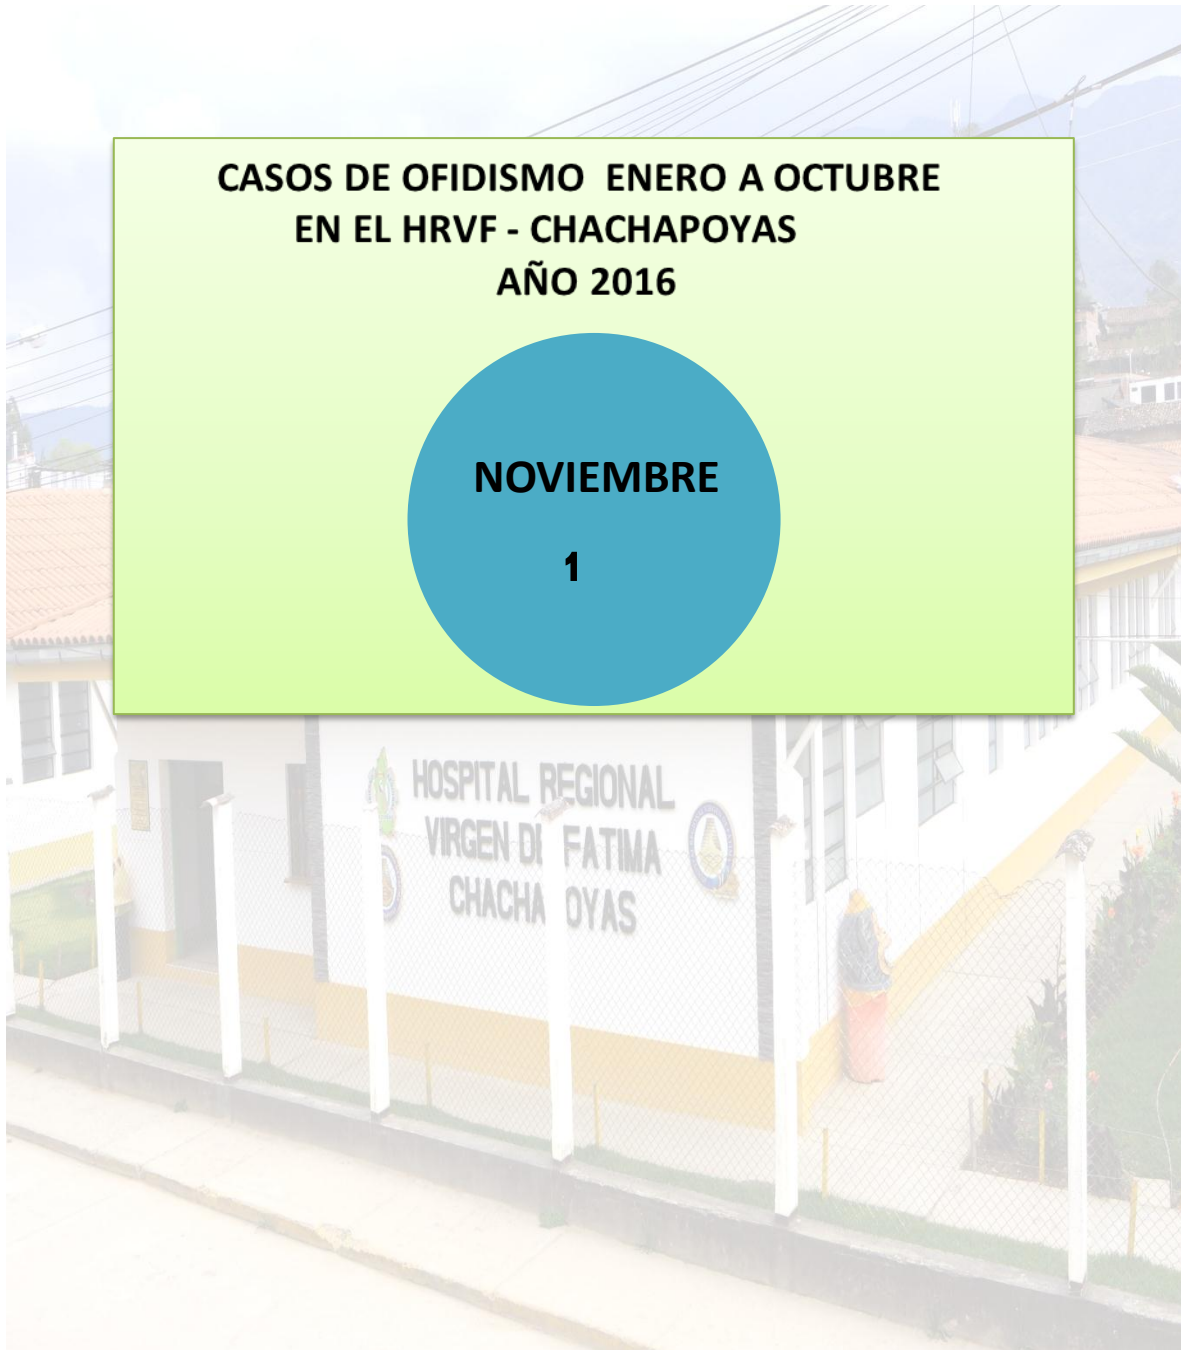 CASOS DE OFIDISMO ENERO A OCTUBRE
EN EL HRVF - CHACHAPOYAS
AÑO 2016
NOVIEMBRE
1
HOSPITAL REGIONAL
VIRGEN DE FATIMA
CHACHAPOYAS